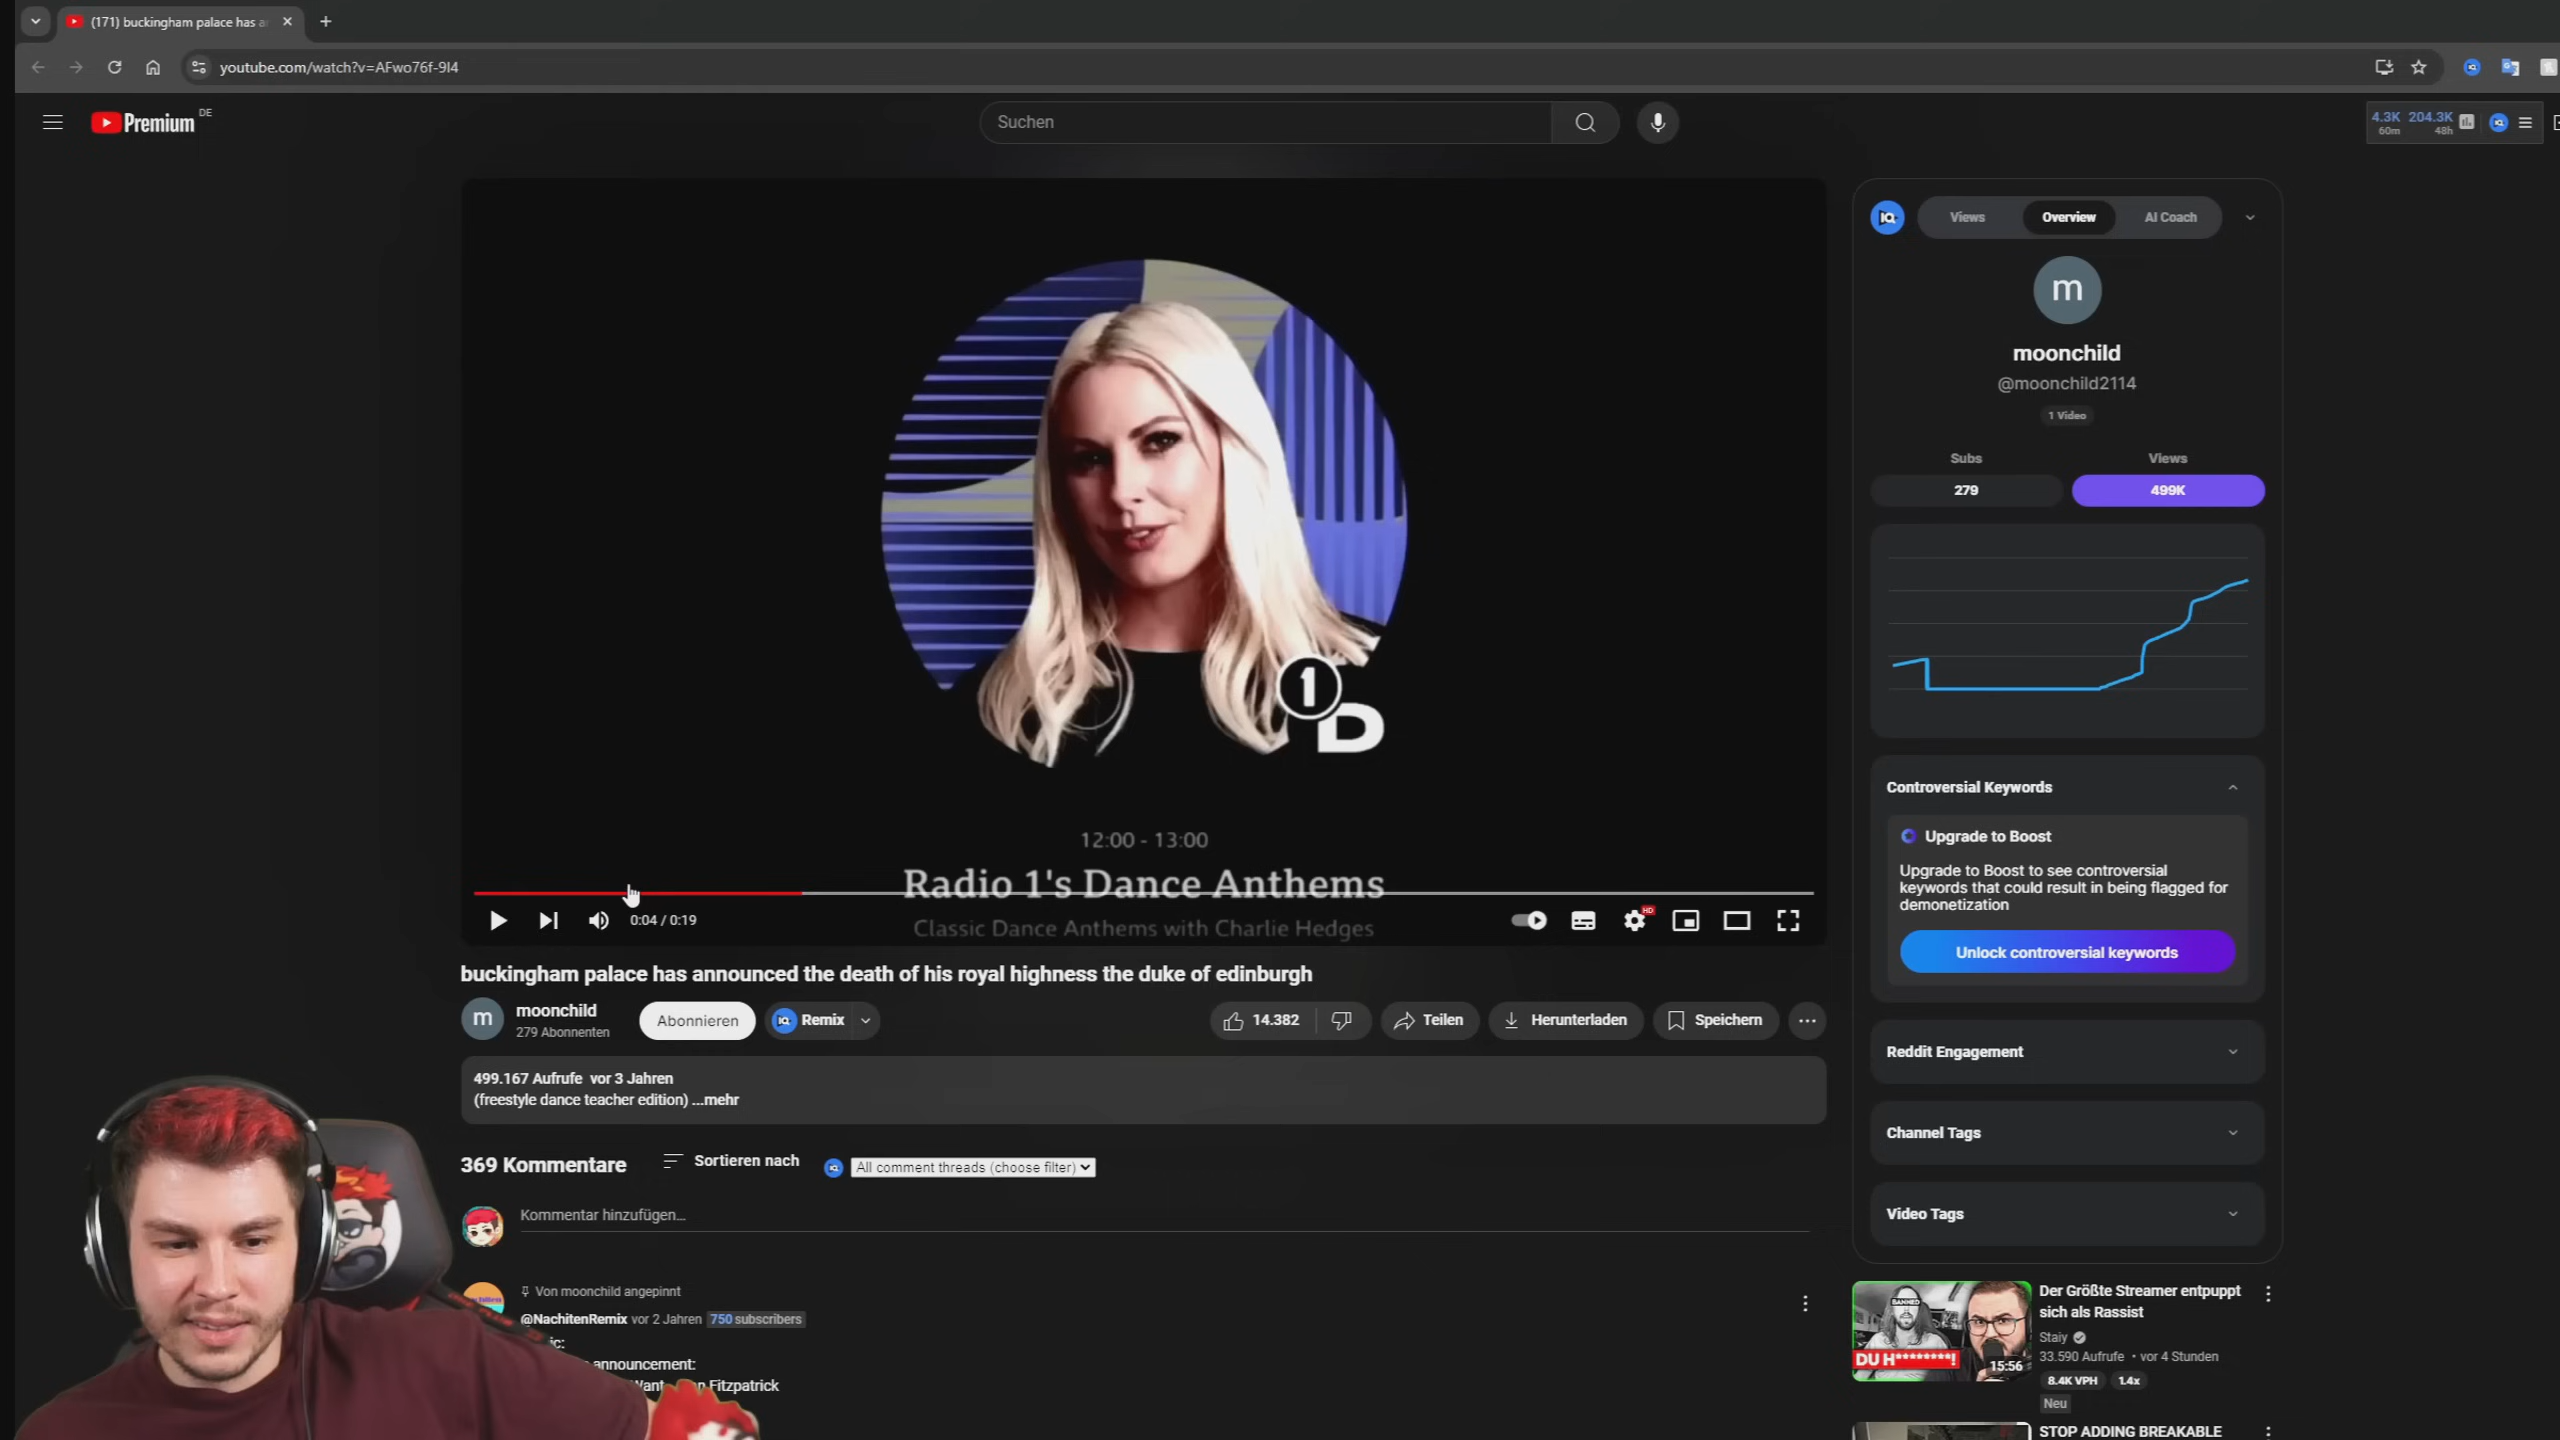 (171) buckingham palace has a
youtube.com/watch?v=AFwo76f-9I4
Premium
DE
Suchen
4.3K 204.3K
60m 48h
1
D
12:00 - 13:00
Radio 1's Dance Anthems
Classic Dance Anthems with Charlie Hedges
0:04 / 0:19
HD
buckingham palace has announced the death of his royal highness the duke of edinburgh
m
moonchild
279 Abonnenten
Abonnieren
IQ
Remix
14.382
Teilen
Herunterladen
Speichern
499.167 Aufrufe vor 3 Jahren
(freestyle dance teacher edition) ...mehr
369 Kommentare
Sortieren nach
All comment threads (choose filter)
Kommentar hinzufügen...
Von moonchild angepinnt
@NachitenRemix vor 2 Jahren 750 subscribers
ic:
announcement:
Fitzpatrick
IQ
Views
Overview
AI Coach
m
moonchild
@moonchild2114
1 Video
Subs
Views
279
499K
Controversial Keywords
Upgrade to Boost
Upgrade to Boost to see controversial
keywords that could result in being flagged for
demonetization
Unlock controversial keywords
Reddit Engagement
Channel Tags
Video Tags
BANNED
DU H********!
15:56
Der Größte Streamer entpuppt
sich als Rassist
Staiy
33.590 Aufrufe • vor 4 Stunden
8.4K VPH 1.4x
Neu
STOP ADDING BREAKABLE